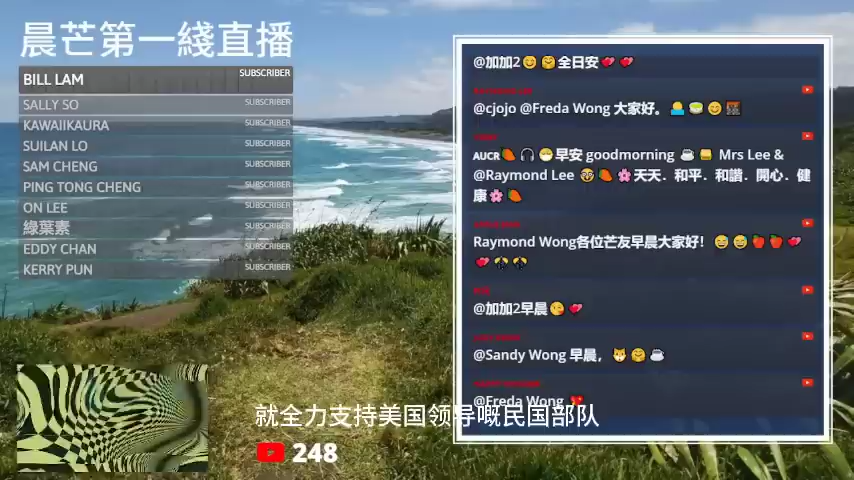 晨芒第一綫直播
BILL LAM SUBSCRIBER
SALLY SO SUBSCRIBER
KAWAIIKAURA SUBSCRIBER
SUILAN LO SUBSCRIBER
SAM CHENG SUBSCRIBER
PING TONG CHENG SUBSCRIBER
ON LEE SUBSCRIBER
綠葉素 SUBSCRIBER
EDDY CHAN SUBSCRIBER
KERRY PUN SUBSCRIBER
@加加2😊🤗全日安💕💕
@cjojo @Freda Wong 大家好。
早安 goodmorning ☕ Mrs Lee &
@Raymond Lee 🥭🌸天天．和平．和諧．開心．健
康🌸🥭
Raymond Wong各位芒友早晨大家好！😄😄🍎🍎💕
@加加2早晨😘💕
@Sandy Wong 早晨，🐱🤗☕
@Freda Wong
就全力支持美国领导嘅民国部队
248